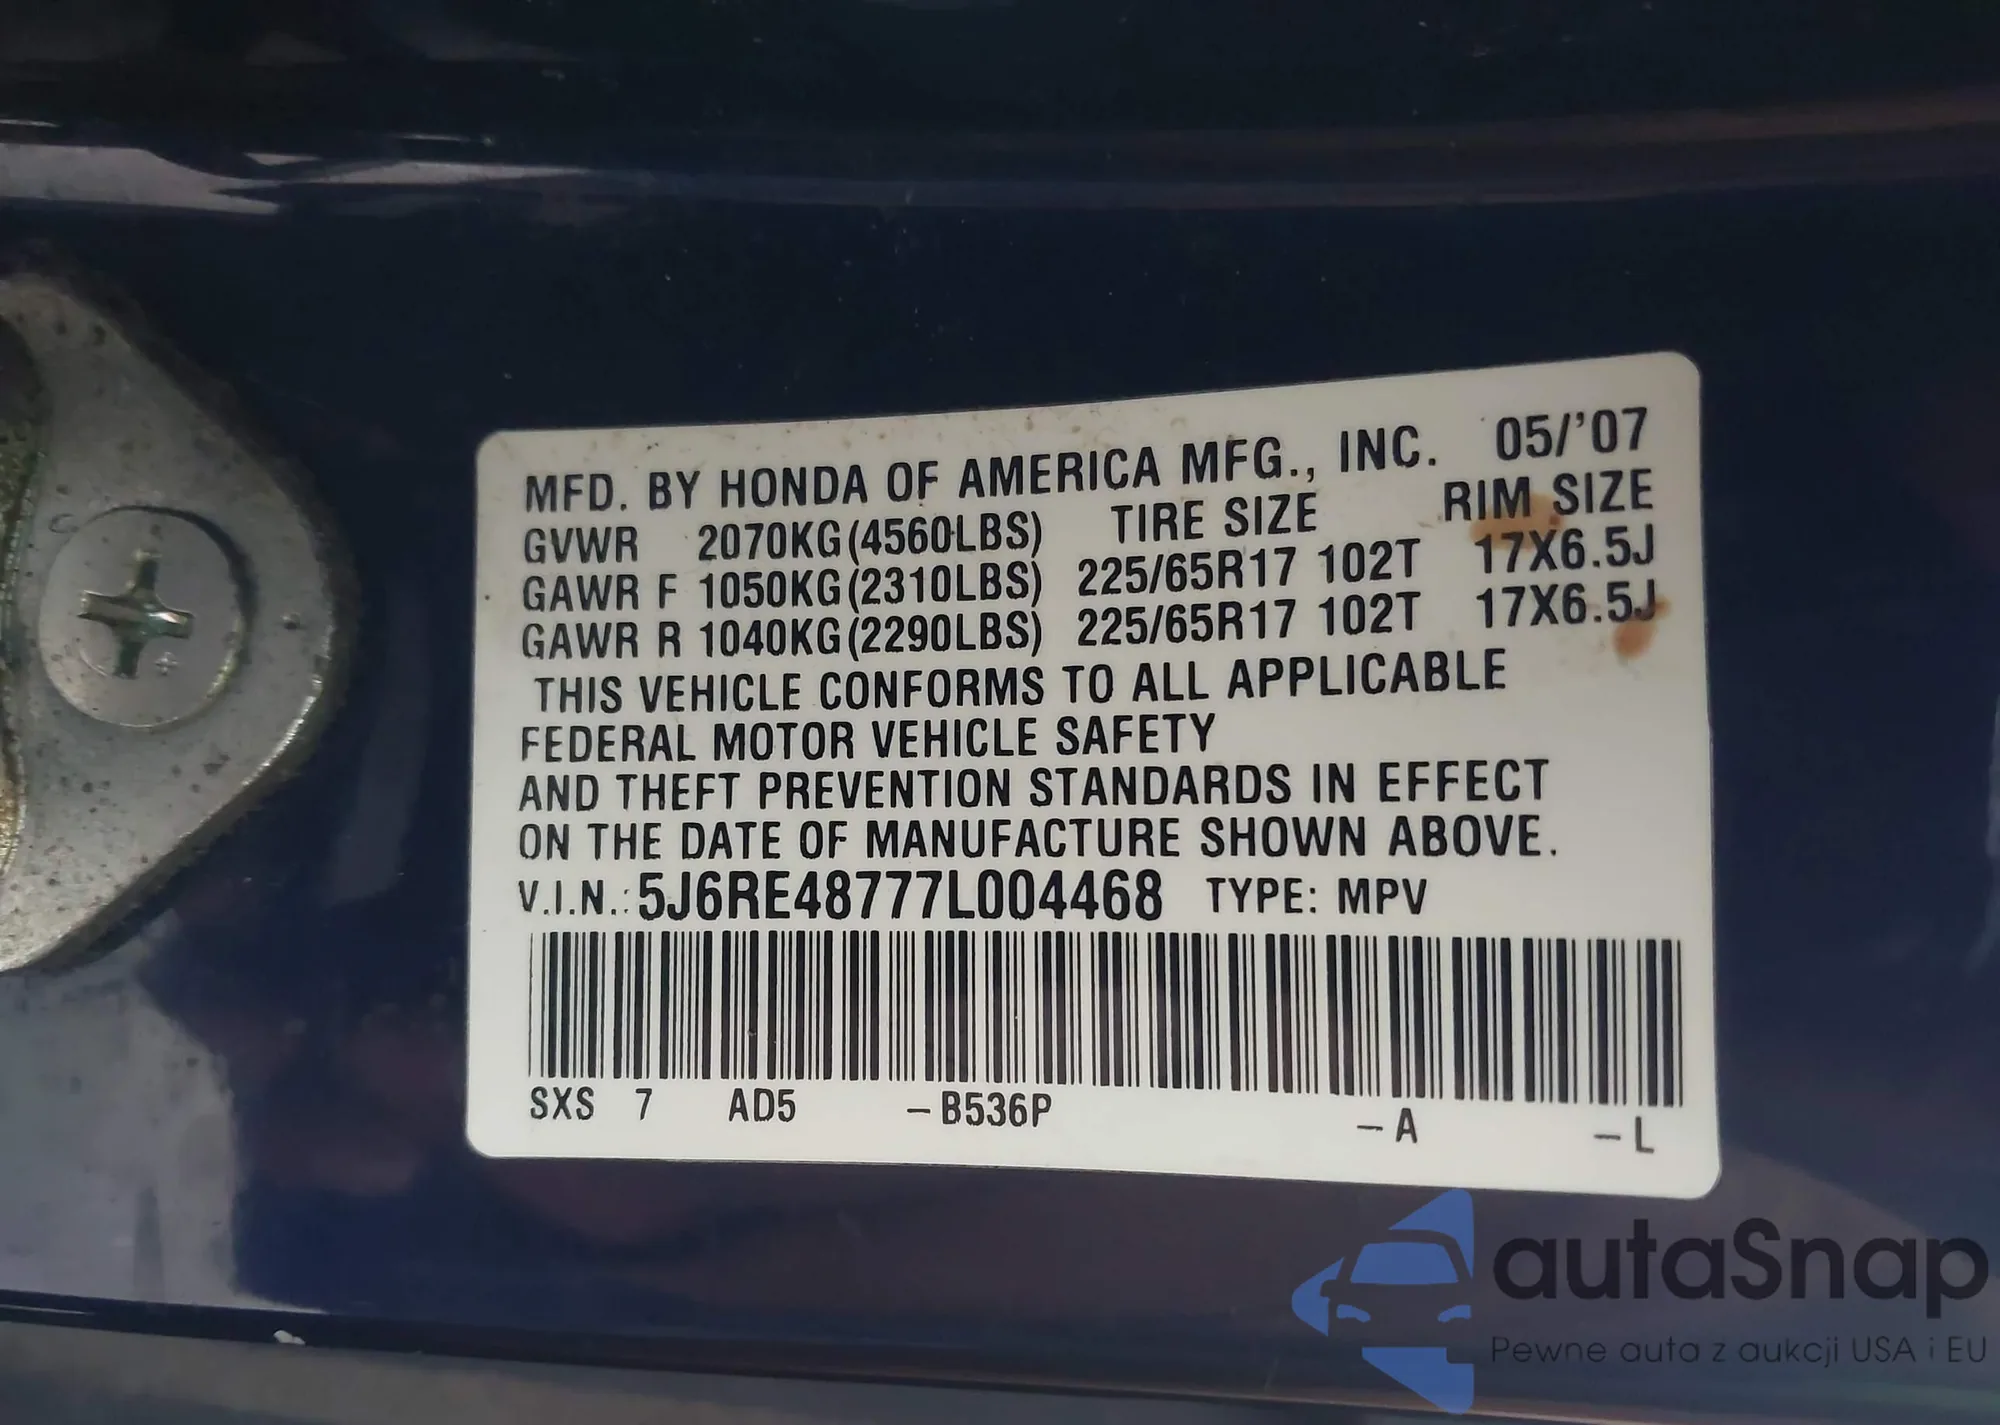 MFD. BY HONDA OF AMERICA MFG., INC. 05/'07
GVWR 2070KG(4560LBS) TIRE SIZE RIM SIZE
GAWR F 1050KG(2310LBS) 225/65R17 102T 17X6.5J
GAWR R 1040KG(2290LBS) 225/65R17 102T 17X6.5J
THIS VEHICLE CONFORMS TO ALL APPLICABLE
FEDERAL MOTOR VEHICLE SAFETY
AND THEFT PREVENTION STANDARDS IN EFFECT
ON THE DATE OF MANUFACTURE SHOWN ABOVE.
V.I.N.: 5J6RE48777L004468 TYPE: MPV
SXS 7 AD5 –B536P –A –L
autaSnap
Pewne auta z aukcji USA i EU